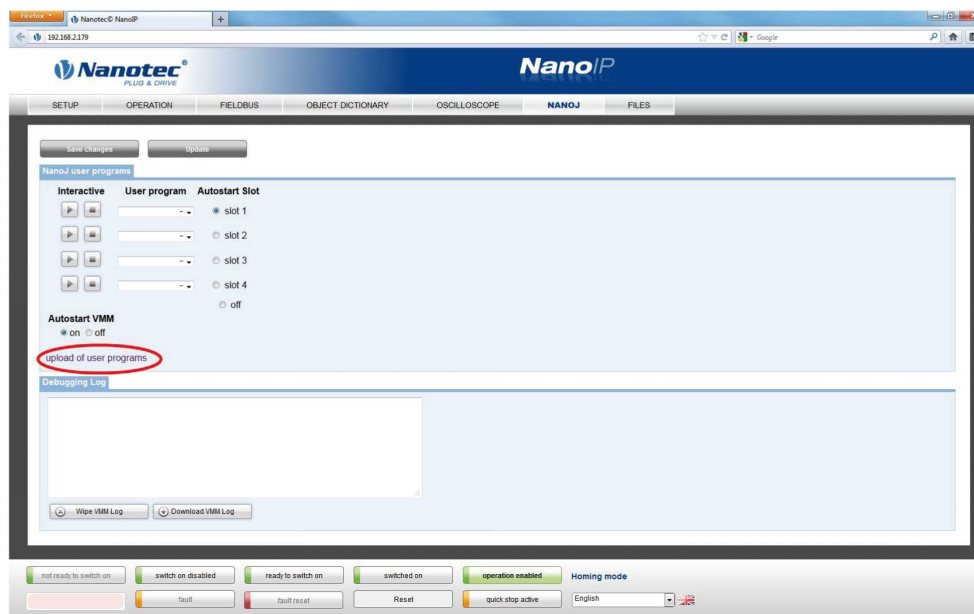 Firefox
Nanotec© NanoIP
192.168.2.179
Google
Nanotec®
PLUG & DRIVE
NanoIP
SETUP OPERATION FIELDBUS OBJECT DICTIONARY OSCILLOSCOPE NANOJ FILES
Save changes Update
NanoJ user programs
Interactive User program Autostart Slot
- slot 1
- slot 2
- slot 3
- slot 4
off
Autostart VMM
on off
upload of user programs
Debugging Log
Wipe VMM Log Download VMM Log
not ready to switch on switch on disabled ready to switch on switched on operation enabled Homing mode
fault fault reset Reset quick stop active English